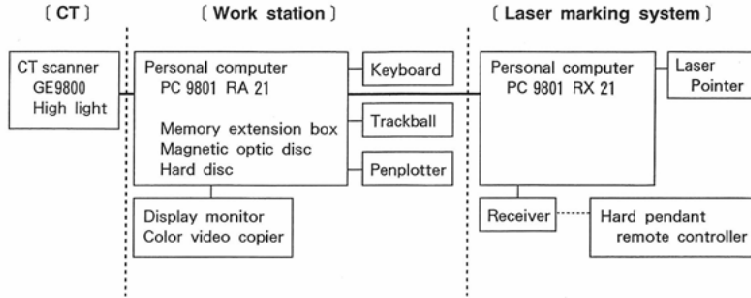 〔 CT 〕
〔 Work station 〕
〔 Laser marking system 〕
CT scanner
GE9800
High light
Personal computer
PC 9801 RA 21
Memory extension box
Magnetic optic disc
Hard disc
Keyboard
Trackball
Penplotter
Display monitor
Color video copier
Personal computer
PC 9801 RX 21
Laser
Pointer
Receiver
Hard pendant
remote controller